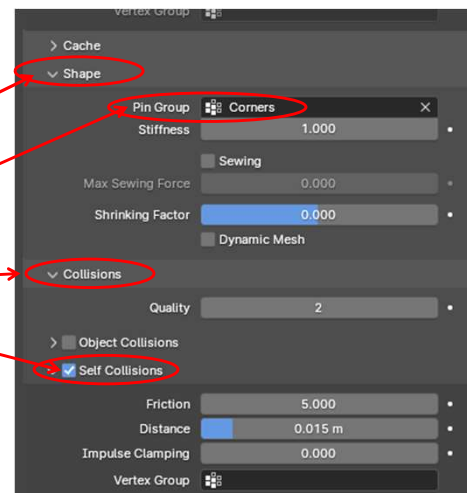 Vertex Group
Cache
Shape
Pin Group Corners
Stiffness 1.000
Sewing
Max Sewing Force 0.000
Shrinking Factor 0.000
Dynamic Mesh
Collisions
Quality 2
Object Collisions
Self Collisions
Friction 5.000
Distance 0.015 m
Impulse Clamping 0.000
Vertex Group